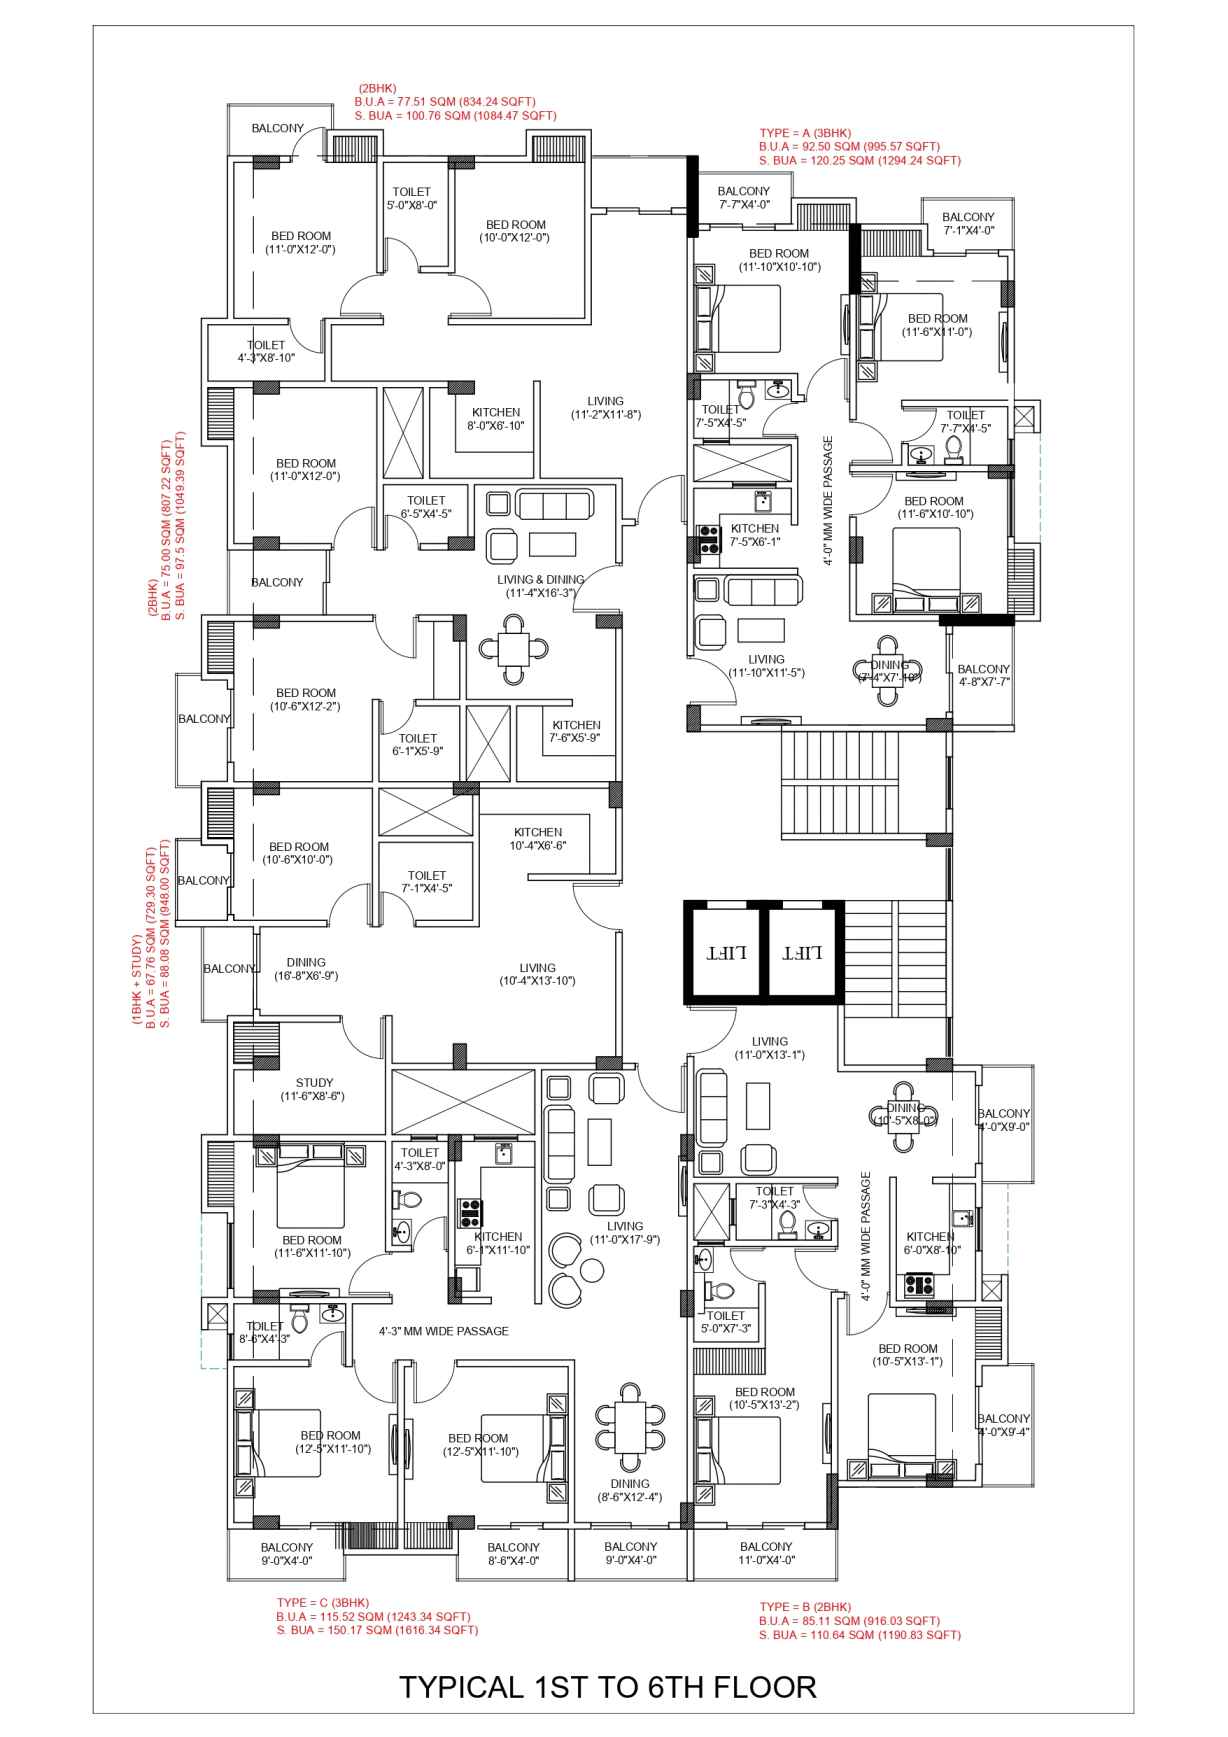 (2BHK)
B.U.A = 77.51 SQM (834.24 SQFT)
S. BUA = 100.76 SQM (1084.47 SQFT)
TYPE = A (3BHK)
B.U.A = 92.50 SQM (995.57 SQFT)
S. BUA = 120.25 SQM (1294.24 SQFT)
BALCONY
TOILET
5'-0"X8'-0"
BED ROOM
(11'-0"X12'-0")
BED ROOM
(10'-0"X12'-0")
BALCONY
7'-7"X4'-0"
BALCONY
7'-1"X4'-0"
BED ROOM
(11'-10"X10'-10")
BED ROOM
(11'-6"X11'-0")
TOILET
4'-3"X8'-10"
LIVING
(11'-2"X11'-8")
KITCHEN
8'-0"X6'-10"
TOILET
7'-5"X4'-5"
TOILET
7'-7"X4'-5"
4'-0" MM WIDE PASSAGE
(2BHK)
B.U.A = 75.00 SQM (807.22 SQFT)
S. BUA = 97.5 SQM (1049.39 SQFT)
BED ROOM
(11'-0"X12'-0")
TOILET
6'-5"X4'-5"
BED ROOM
(11'-6"X10'-10")
KITCHEN
7'-5"X6'-1"
BALCONY
LIVING & DINING
(11'-4"X16'-3")
LIVING
(11'-10"X11'-5")
DINING
(7'-4"X7'-10")
BALCONY
4'-8"X7'-7"
BED ROOM
(10'-6"X12'-2")
BALCONY
TOILET
6'-1"X5'-9"
KITCHEN
7'-6"X5'-9"
(1BHK + STUDY)
B.U.A = 67.76 SQM (729.30 SQFT)
S. BUA = 88.08 SQM (948.00 SQFT)
BED ROOM
(10'-6"X10'-0")
KITCHEN
10'-4"X6'-6"
BALCONY
TOILET
7'-1"X4'-5"
LIFT
LIFT
BALCONY
DINING
(16'-8"X6'-9")
LIVING
(10'-4"X13'-10")
LIVING
(11'-0"X13'-1")
STUDY
(11'-6"X8'-6")
DINING
(10'-5"X8'-0")
BALCONY
4'-0"X9'-0"
TOILET
4'-3"X8'-0"
TOILET
7'-3"X4'-3"
4'-0" MM WIDE PASSAGE
BED ROOM
(11'-6"X11'-10")
KITCHEN
6'-1"X11'-10"
LIVING
(11'-0"X17'-9")
KITCHEN
6'-0"X8'-10"
TOILET
8'-6"X4'-3"
4'-3" MM WIDE PASSAGE
TOILET
5'-0"X7'-3"
BED ROOM
(10'-5"X13'-1")
BED ROOM
(10'-5"X13'-2")
BED ROOM
(12'-5"X11'-10")
BED ROOM
(12'-5"X11'-10")
BALCONY
4'-0"X9'-4"
DINING
(8'-6"X12'-4")
BALCONY
9'-0"X4'-0"
BALCONY
8'-6"X4'-0"
BALCONY
9'-0"X4'-0"
BALCONY
11'-0"X4'-0"
TYPE = C (3BHK)
B.U.A = 115.52 SQM (1243.34 SQFT)
S. BUA = 150.17 SQM (1616.34 SQFT)
TYPE = B (2BHK)
B.U.A = 85.11 SQM (916.03 SQFT)
S. BUA = 110.64 SQM (1190.83 SQFT)
TYPICAL 1ST TO 6TH FLOOR